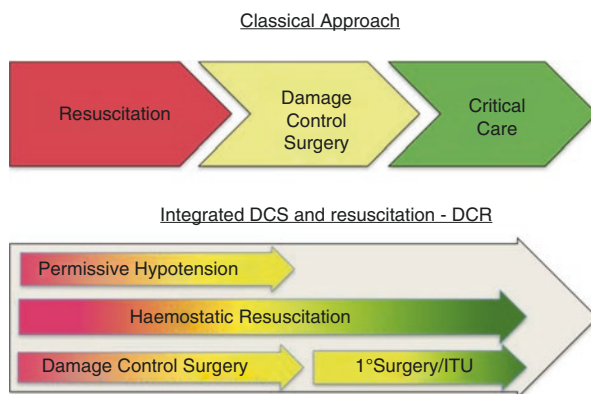 Classical Approach
Resuscitation
Damage
Control
Surgery
Critical
Care
Integrated DCS and resuscitation - DCR
Permissive Hypotension
Haemostatic Resuscitation
Damage Control Surgery
1°Surgery/ITU